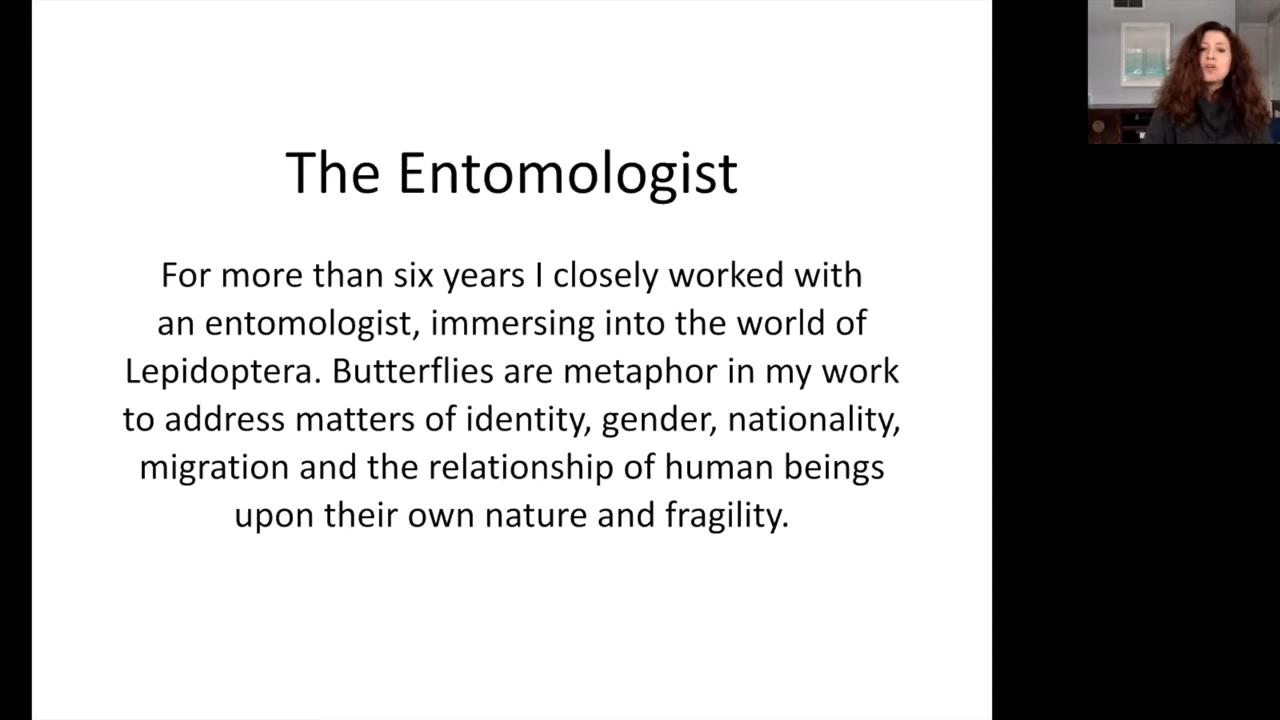 The Entomologist
For more than six years I closely worked with
an entomologist, immersing into the world of
Lepidoptera. Butterflies are metaphor in my work
to address matters of identity, gender, nationality,
migration and the relationship of human beings
upon their own nature and fragility.